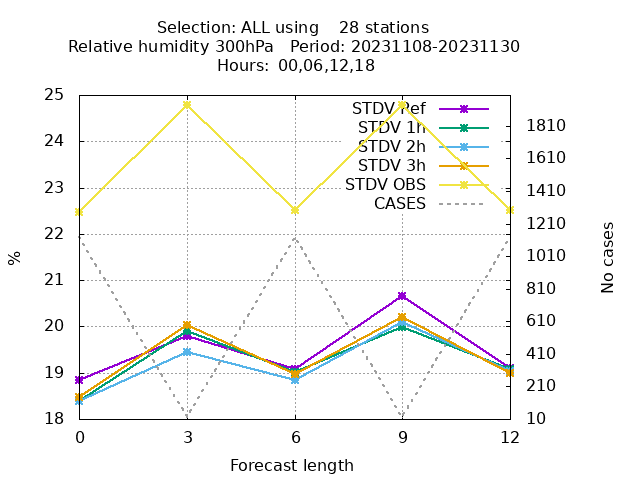 Selection: ALL using    28 stations
Relative humidity 300hPa   Period: 20231108-20231130
Hours:  00,06,12,18
25
24
23
22
21
20
19
18
%
STDV Ref
STDV 1h
STDV 2h
STDV 3h
STDV OBS
CASES
1810
1610
1410
1210
1010
810
610
410
210
10
No cases
0 3 6 9 12
Forecast length